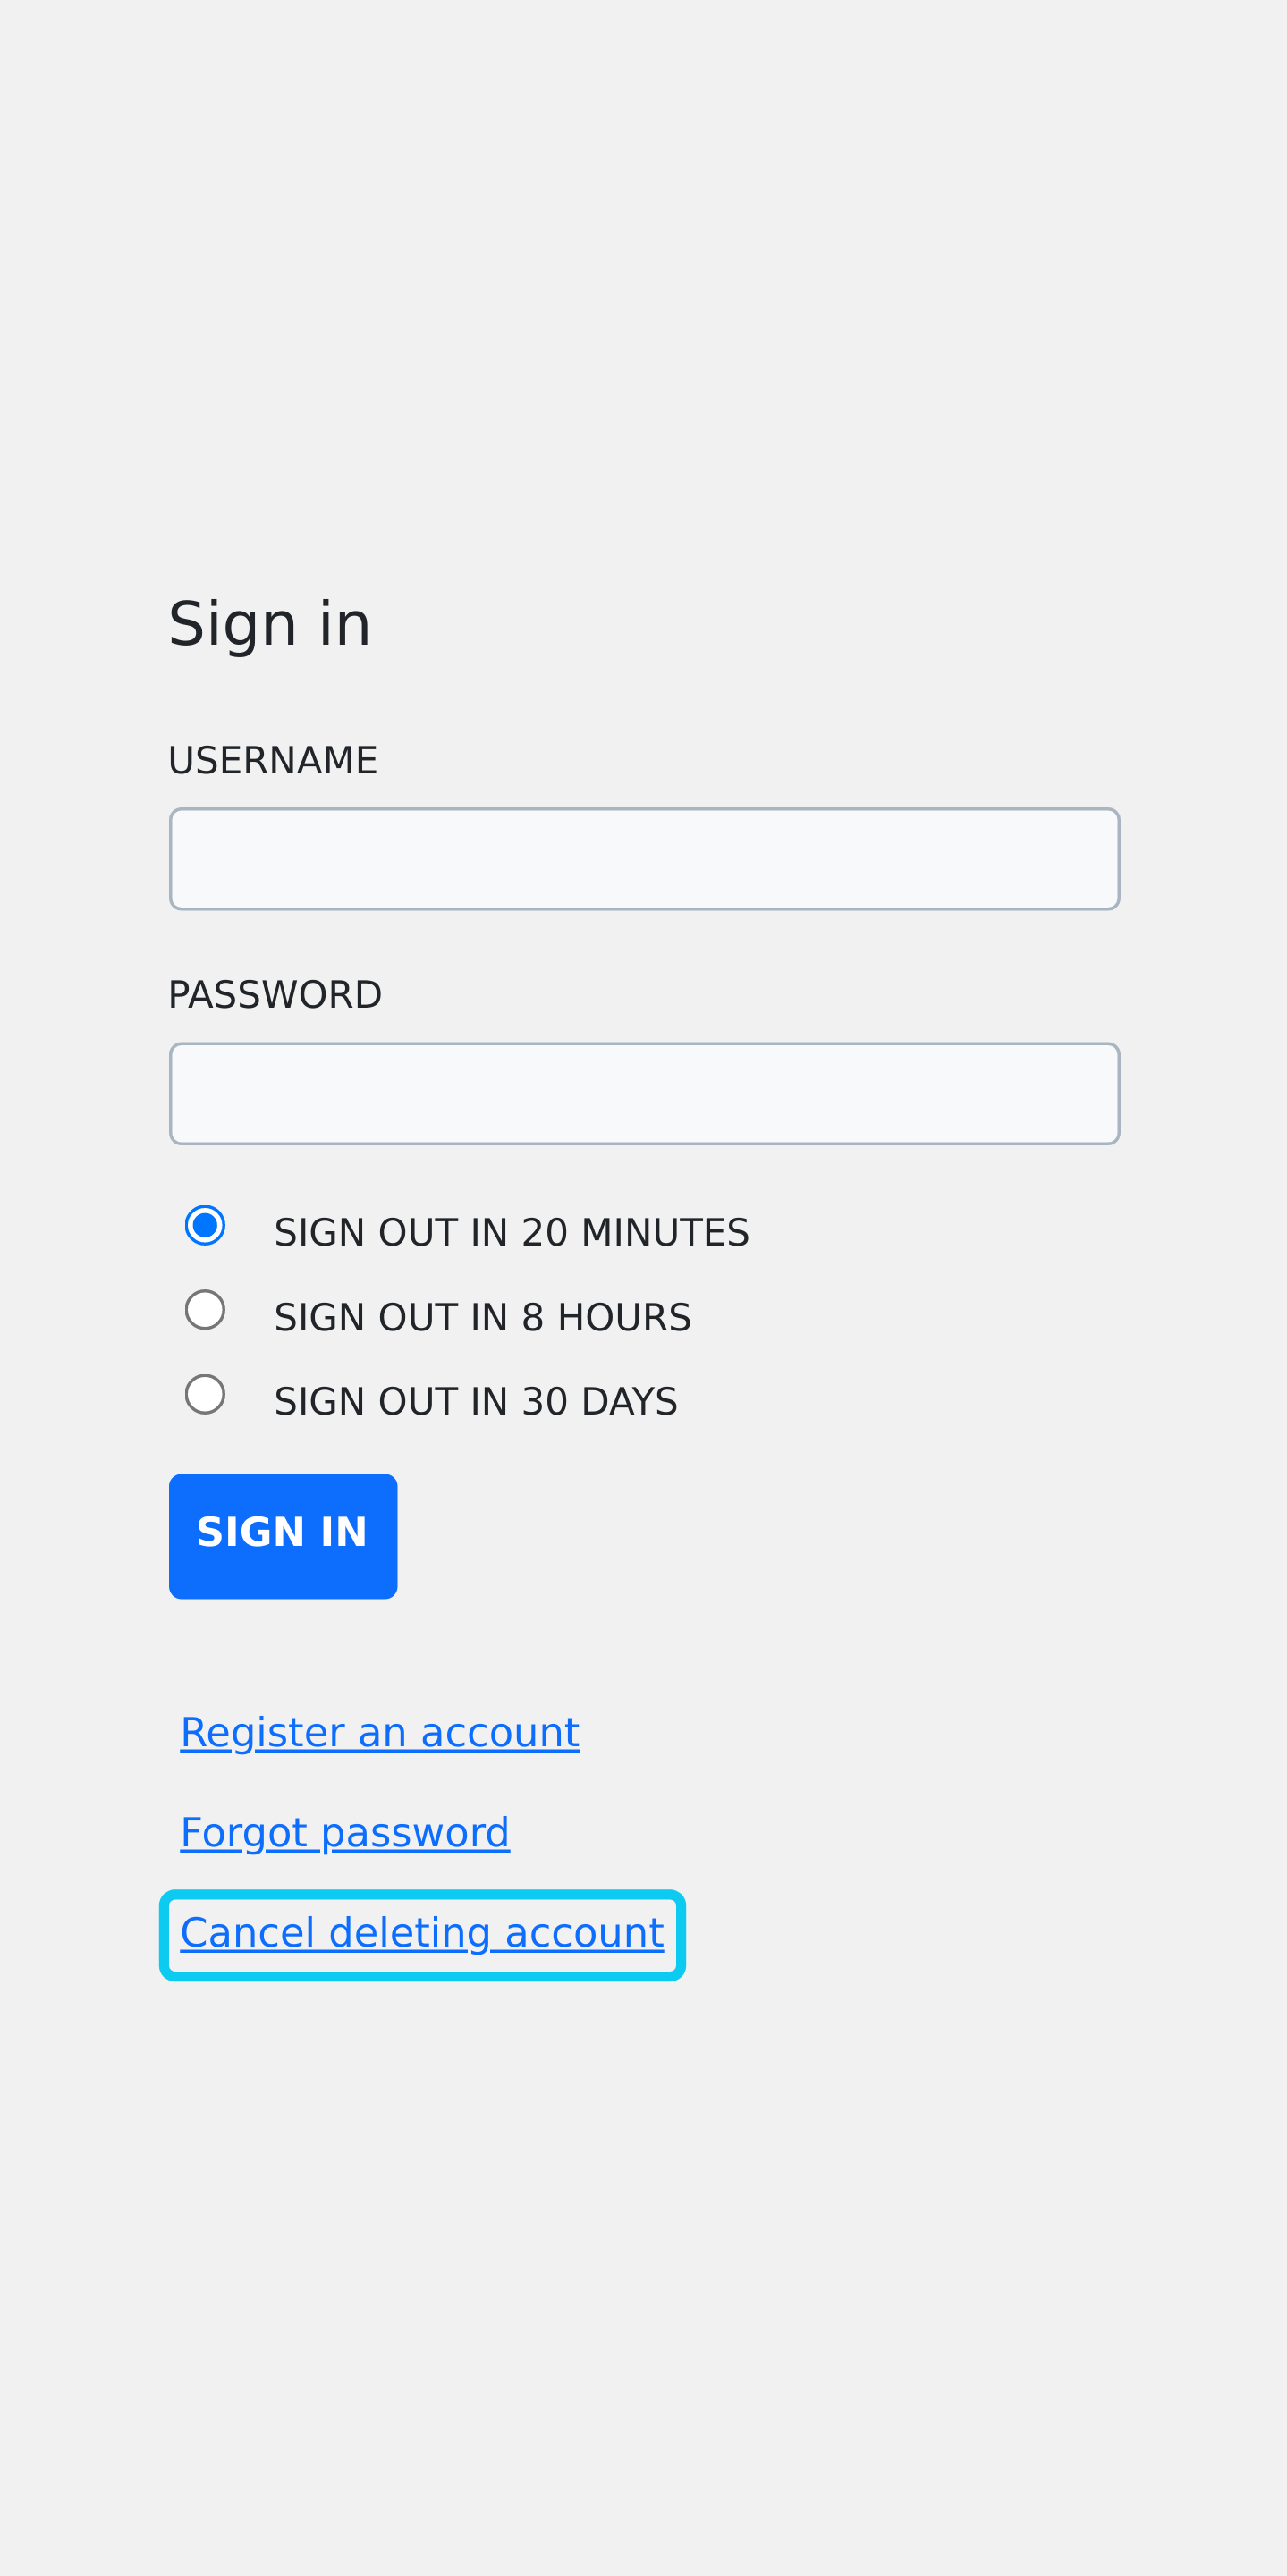 Sign in
USERNAME
PASSWORD
SIGN OUT IN 20 MINUTES
SIGN OUT IN 8 HOURS
SIGN OUT IN 30 DAYS
SIGN IN
Register an account
Forgot password
Cancel deleting account